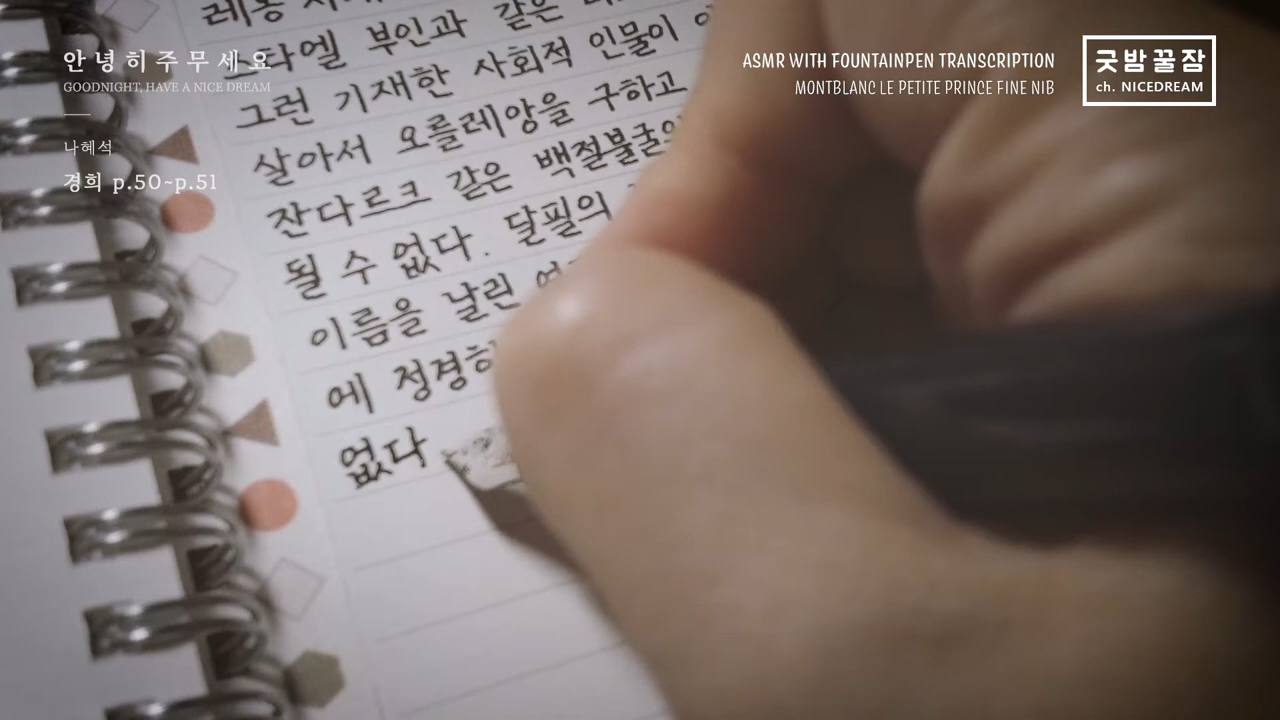 안녕히주무세요
GOODNIGHT, HAVE A NICE DREAM
나혜석
경희 p.50~p.51
ASMR WITH FOUNTAINPEN TRANSCRIPTION
MONTBLANC LE PETITE PRINCE FINE NIB
굿밤꿀잠
ch. NICEDREAM
부인과 같은
그런 기재한 사회적 인물이
살아서 오를레앙을 구하고
잔다르크 같은 백절불굴의
될 수 없다. 달필의
이름을 날린
에 정경
없다